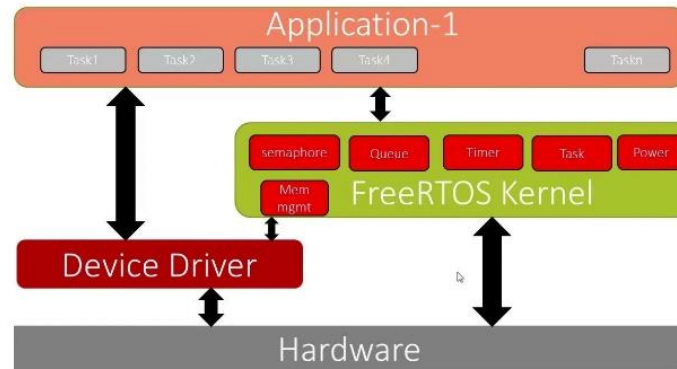 Application-1
Task1 Task2 Task3 Task4 Taskn
semaphore Queue Timer Task Power
Mem
mgmt
FreeRTOS Kernel
Device Driver
Hardware